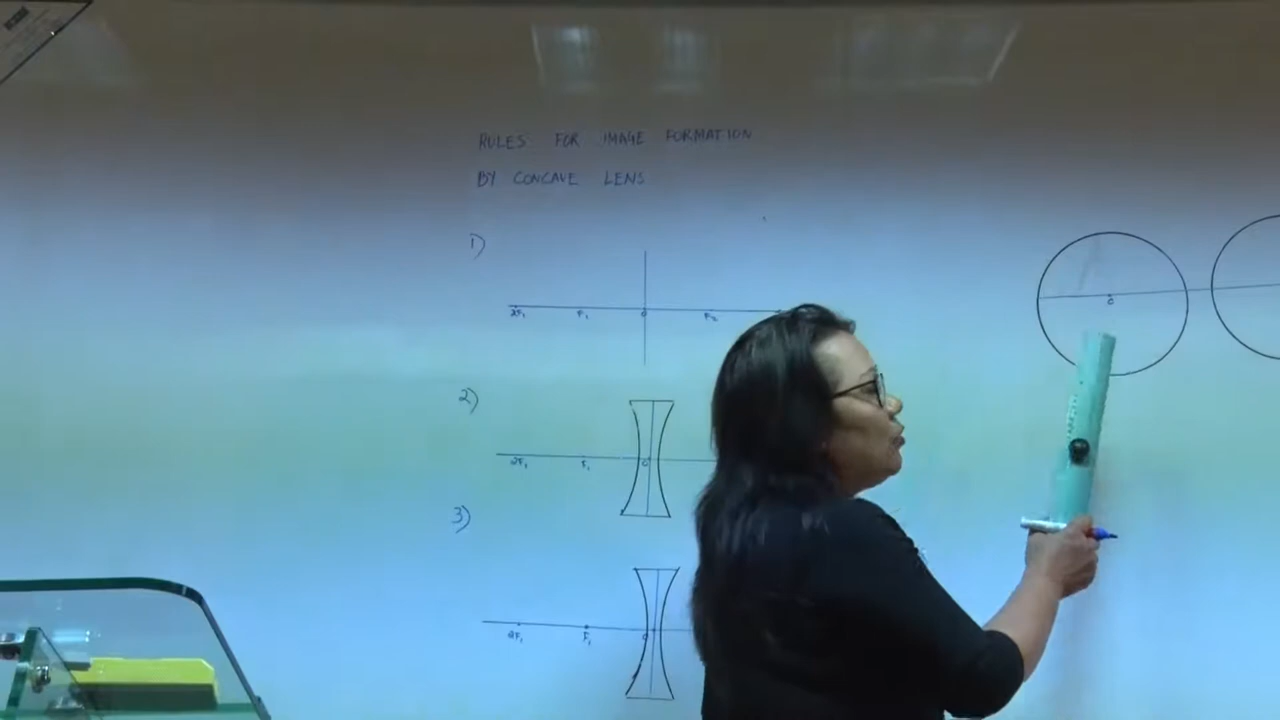 RULES FOR IMAGE FORMATION
BY CONCAVE LENS
1)
2F₁ F₁ O F₂
2)
2F₁ F₁ O
3)
2F₁ F₁ O
C